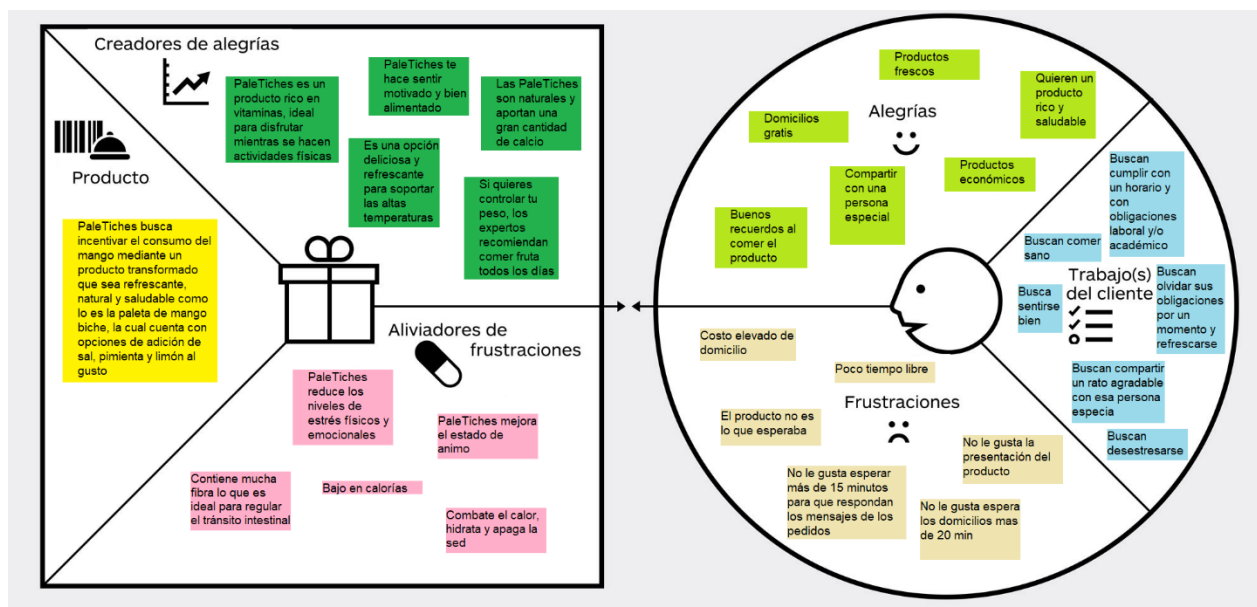 Creadores de alegrías
PaleTiches es un
producto rico en
vitaminas, ideal
para disfrutar
mientras se hacen
actividades físicas
PaleTiches te
hace sentir
motivado y bien
alimentado
Las PaleTiches
son naturales y
aportan una
gran cantidad
de calcio
Es una opción
deliciosa y
refrescante
para soportar
las altas
temperaturas
Si quieres
controlar tu
peso, los
expertos
recomiendan
comer fruta
todos los días
Producto
PaleTiches busca
incentivar el consumo del
mango mediante un
producto transformado
que sea refrescante,
natural y saludable como
lo es la paleta de mango
biche, la cual cuenta con
opciones de adición de
sal, pimienta y limón al
gusto
Aliviadores de
frustraciones
PaleTiches
reduce los
niveles de
estrés físicos y
emocionales
PaleTiches mejora
el estado de
animo
Contiene mucha
fibra lo que es
ideal para regular
el tránsito intestinal
Bajo en calorías
Combate el calor,
hidrata y apaga la
sed
Productos
frescos
Quieren un
producto
rico y
saludable
Alegrías
Domicilios
gratis
Compartir
con una
persona
especial
Productos
económicos
Buenos
recuerdos al
comer el
producto
Buscan
cumplir con
un horario y
con
obligaciones
laboral y/o
académico
Buscan comer
sano
Trabajo(s)
del cliente
Busca
sentirse
bien
Buscan
olvidar sus
obligaciones
por un
momento y
refrescarse
Buscan compartir
un rato agradable
con esa persona
especia
Buscan
desestresarse
Costo elevado de
domicilio
Poco tiempo libre
Frustraciones
El producto no es
lo que esperaba
No le gusta la
presentación del
producto
No le gusta esperar
más de 15 minutos
para que respondan
los mensajes de los
pedidos
No le gusta espera
los domicilios mas
de 20 min